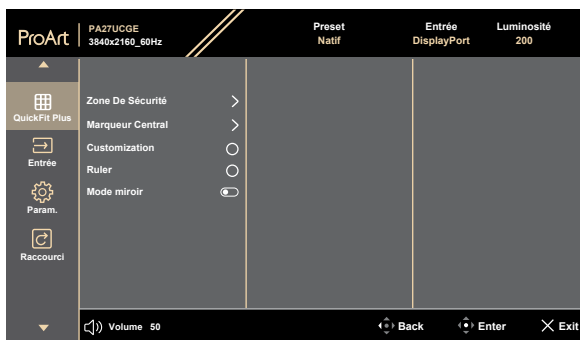 ProArt
PA27UCGE
3840x2160_60Hz
Preset
Natif
Entrée
DisplayPort
Luminosité
200
QuickFit Plus
Entrée
Param.
Raccourci
Zone De Sécurité
Marqueur Central
Customization
Ruler
Mode miroir
Volume 50
Back
Enter
Exit